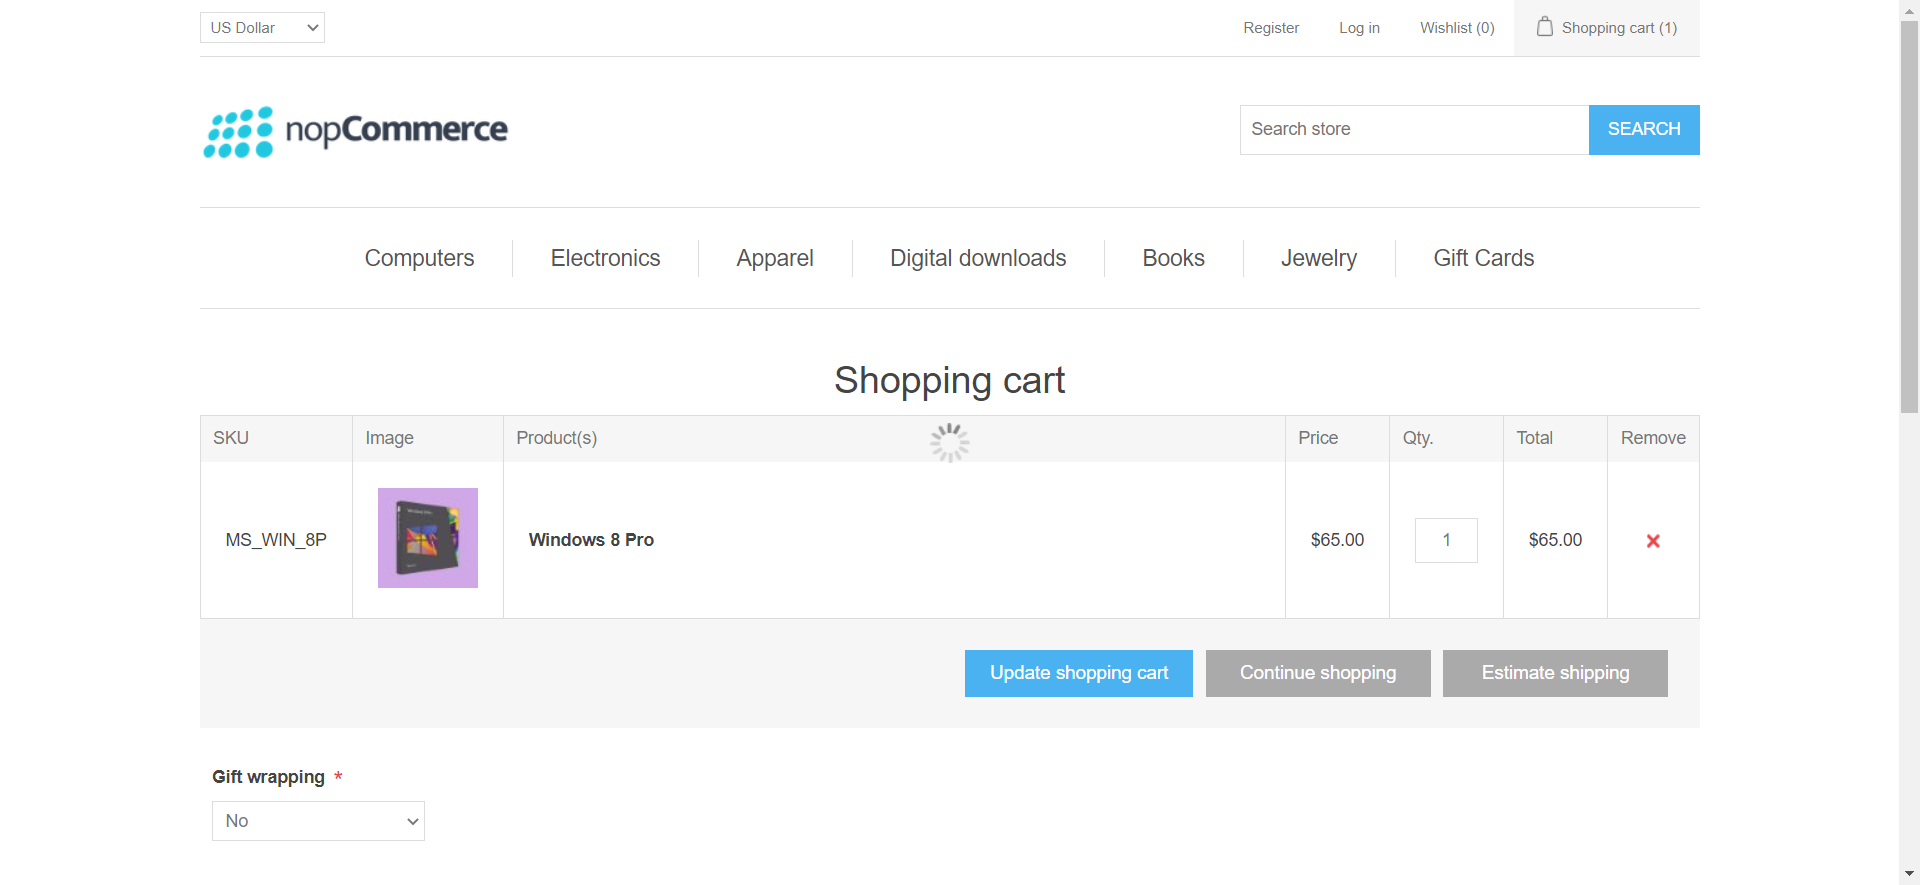 US Dollar
Register
Log in
Wishlist (0)
Shopping cart (1)
nopCommerce
Search store
SEARCH
Computers
Electronics
Apparel
Digital downloads
Books
Jewelry
Gift Cards
Shopping cart
SKU
Image
Product(s)
Price
Qty.
Total
Remove
MS_WIN_8P
Windows 8 Pro
$65.00
1
$65.00
Update shopping cart
Continue shopping
Estimate shipping
Gift wrapping *
No